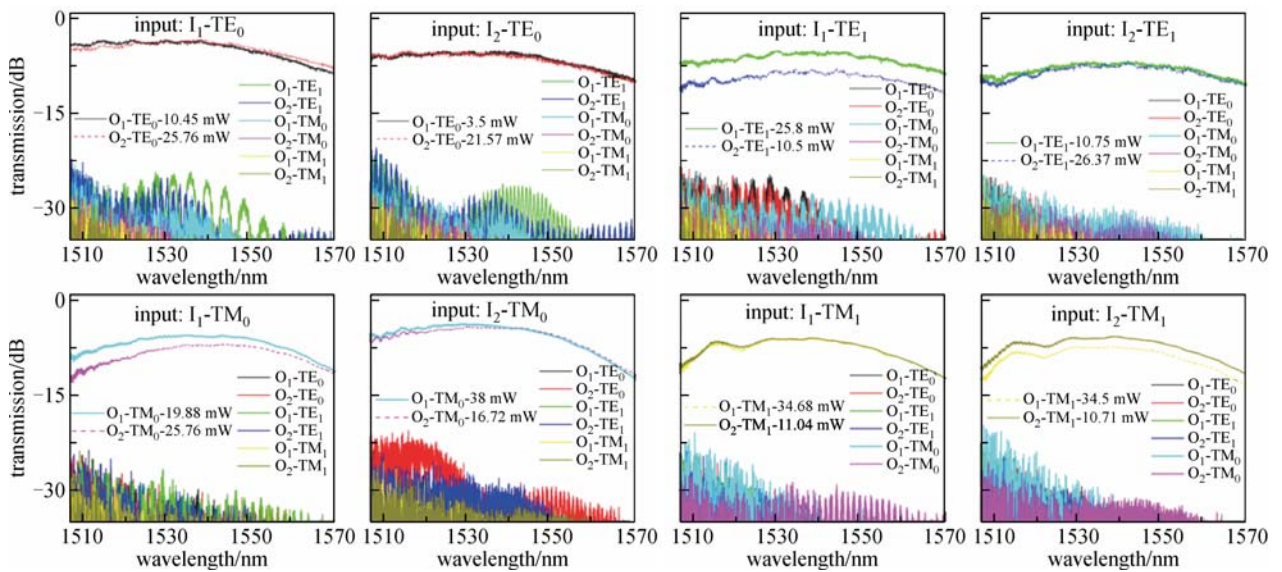 input: I₁-TE₀
input: I₂-TE₀
input: I₁-TE₁
input: I₂-TE₁
transmission/dB
0
−15
−30
O₁-TE₁
O₂-TE₁
O₁-TM₀
O₂-TM₀
O₁-TM₁
O₂-TM₁
O₁-TE₀-10.45 mW
O₂-TE₀-25.76 mW
1510 1530 1550 1570
wavelength/nm
O₁-TE₁
O₂-TE₁
O₁-TM₀
O₂-TM₀
O₁-TM₁
O₂-TM₁
O₁-TE₀-3.5 mW
O₂-TE₀-21.57 mW
1510 1530 1550 1570
wavelength/nm
O₁-TE₀
O₂-TE₀
O₁-TM₀
O₂-TM₀
O₁-TM₁
O₂-TM₁
O₁-TE₁-25.8 mW
O₂-TE₁-10.5 mW
1510 1530 1550 1570
wavelength/nm
O₁-TE₀
O₂-TE₀
O₁-TM₀
O₂-TM₀
O₁-TM₁
O₂-TM₁
O₁-TE₁-10.75 mW
O₂-TE₁-26.37 mW
1510 1530 1550 1570
wavelength/nm
input: I₁-TM₀
input: I₂-TM₀
input: I₁-TM₁
input: I₂-TM₁
transmission/dB
0
−15
−30
O₁-TE₀
O₂-TE₀
O₁-TE₁
O₂-TE₁
O₁-TM₁
O₂-TM₁
O₁-TM₀-19.88 mW
O₂-TM₀-25.76 mW
1510 1530 1550 1570
wavelength/nm
O₁-TE₀
O₂-TE₀
O₁-TE₁
O₂-TE₁
O₁-TM₁
O₂-TM₁
O₁-TM₀-38 mW
O₂-TM₀-16.72 mW
1510 1530 1550 1570
wavelength/nm
O₁-TE₀
O₂-TE₀
O₁-TE₁
O₂-TE₁
O₁-TM₀
O₂-TM₀
O₁-TM₁-34.68 mW
O₂-TM₁-11.04 mW
1510 1530 1550 1570
wavelength/nm
O₁-TE₀
O₂-TE₀
O₁-TE₁
O₂-TE₁
O₁-TM₀
O₂-TM₀
O₁-TM₁-34.5 mW
O₂-TM₁-10.71 mW
1510 1530 1550 1570
wavelength/nm